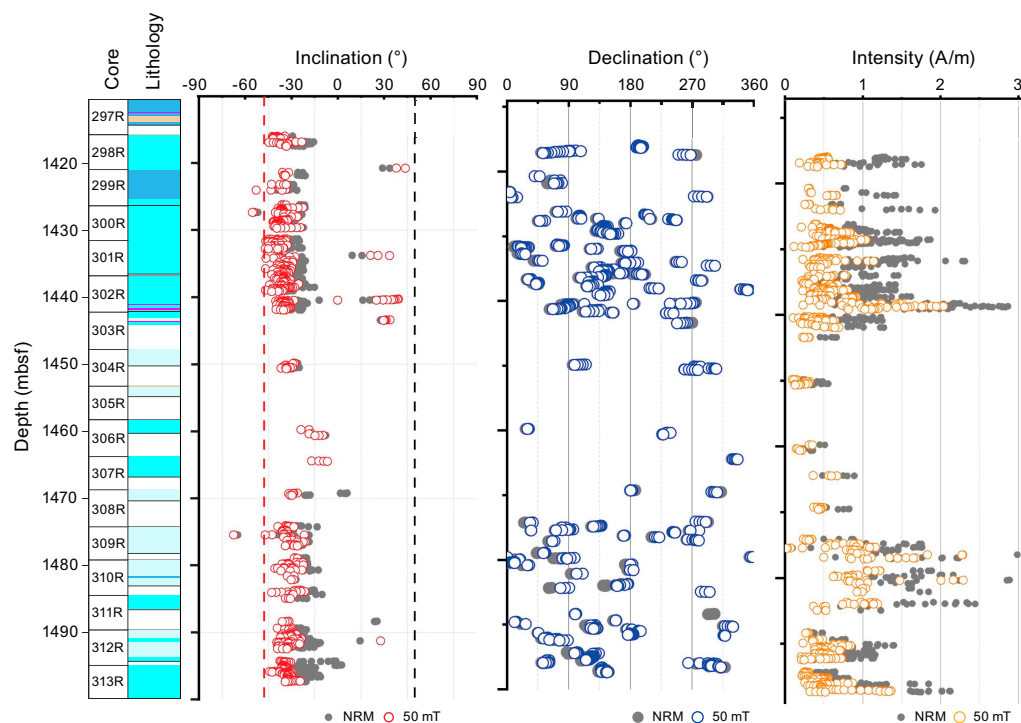 Core
Lithology
Inclination (°)
Declination (°)
Intensity (A/m)
-90 -60 -30 0 30 60 90
0 90 180 270 360
0 1 2 3
Depth (mbsf)
1420
1430
1440
1450
1460
1470
1480
1490
297R
298R
299R
300R
301R
302R
303R
304R
305R
306R
307R
308R
309R
310R
311R
312R
313R
NRM 50 mT
NRM 50 mT
NRM 50 mT